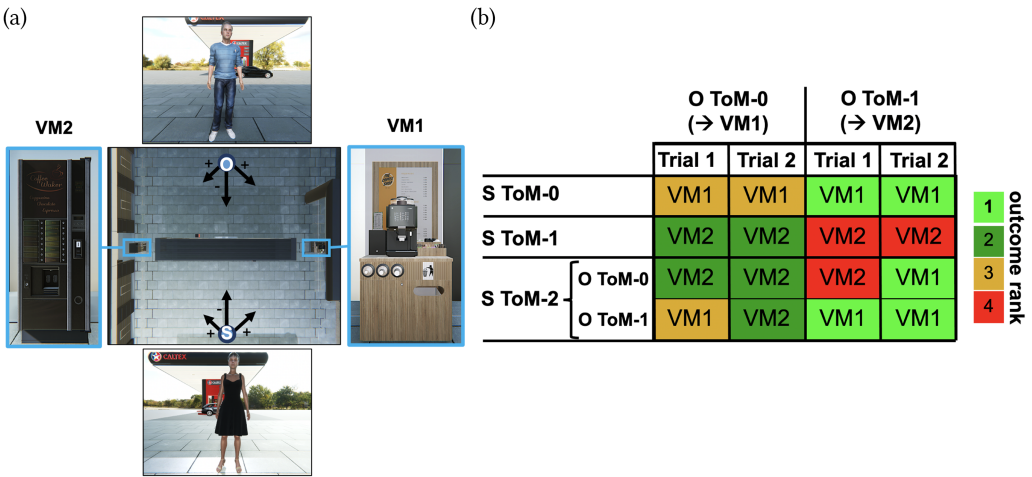 (a)
CALTEX
VM2
VM1
O
+
+
-
-
+
+
S
CALTEX
(b)
O ToM-0
(→ VM1)
O ToM-1
(→ VM2)
Trial 1
Trial 2
Trial 1
Trial 2
S ToM-0
VM1
VM1
VM1
VM1
S ToM-1
VM2
VM2
VM2
VM2
S ToM-2
O ToM-0
VM2
VM2
VM2
VM1
O ToM-1
VM1
VM2
VM1
VM1
1
2
3
4
outcome rank